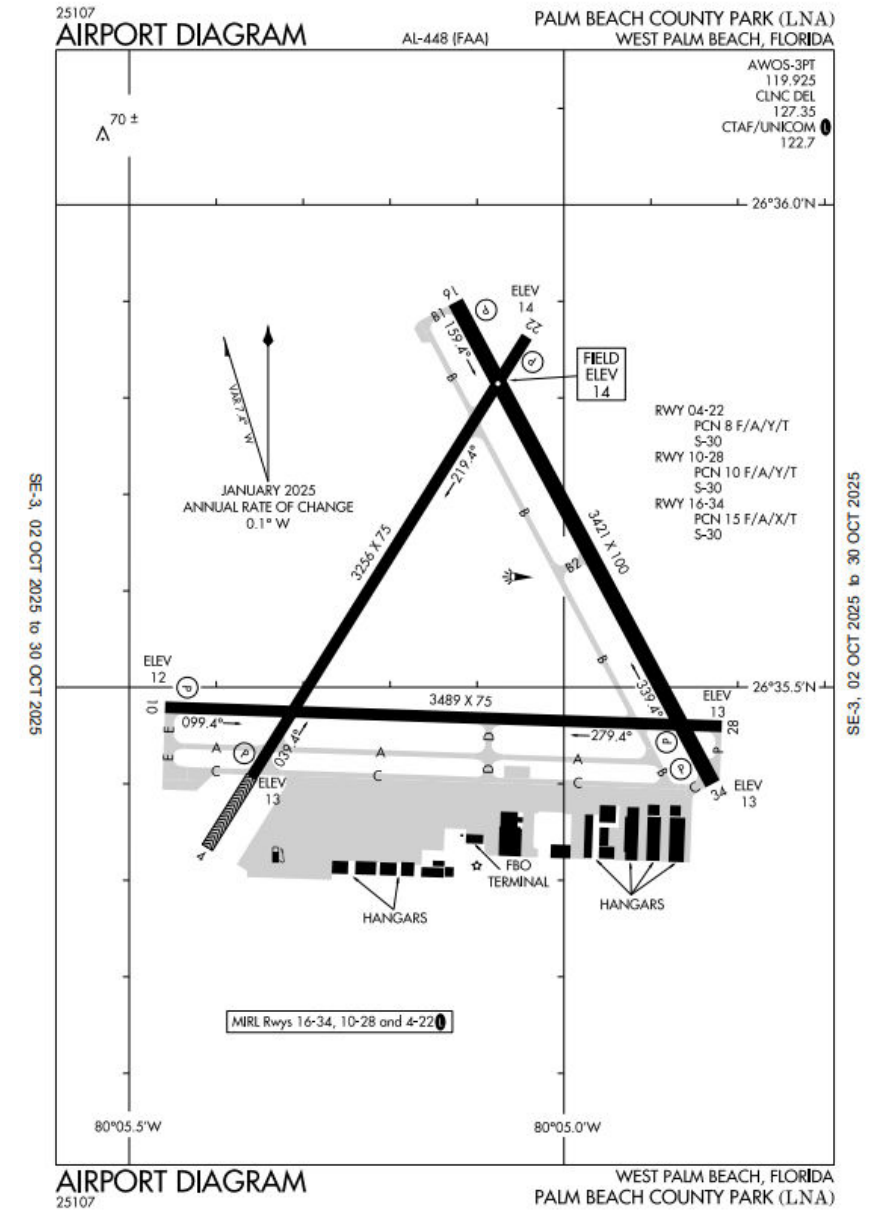 25107
AIRPORT DIAGRAM
AL-448 (FAA)
PALM BEACH COUNTY PARK (LNA)
WEST PALM BEACH, FLORIDA
AWOS-3PT
119.925
CLNC DEL
127.35
CTAF/UNICOM L
122.7
70 ±
26°36.0'N
16
ELEV
14
22
B1
159.4°
P
P
FIELD
ELEV
14
B
VAR 7.4° W
JANUARY 2025
ANNUAL RATE OF CHANGE
0.1° W
219.4°
RWY 04-22
PCN 8 F/A/Y/T
S-30
RWY 10-28
PCN 10 F/A/Y/T
S-30
RWY 16-34
PCN 15 F/A/X/T
S-30
B
3256 X 75
3421 X 100
B2
B
ELEV
12
P
26°35.5'N
339.4°
3489 X 75
ELEV
13
10
28
099.4°
039.4°
279.4°
E
A
A
D
A
P
P
P
E
C
C
D
C
B
C
P
ELEV
13
34
ELEV
13
4
FBO
TERMINAL
HANGARS
HANGARS
MIRL Rwys 16-34, 10-28 and 4-22 L
80°05.5'W
80°05.0'W
AIRPORT DIAGRAM
25107
WEST PALM BEACH, FLORIDA
PALM BEACH COUNTY PARK (LNA)
SE-3, 02 OCT 2025 to 30 OCT 2025
SE-3, 02 OCT 2025 to 30 OCT 2025